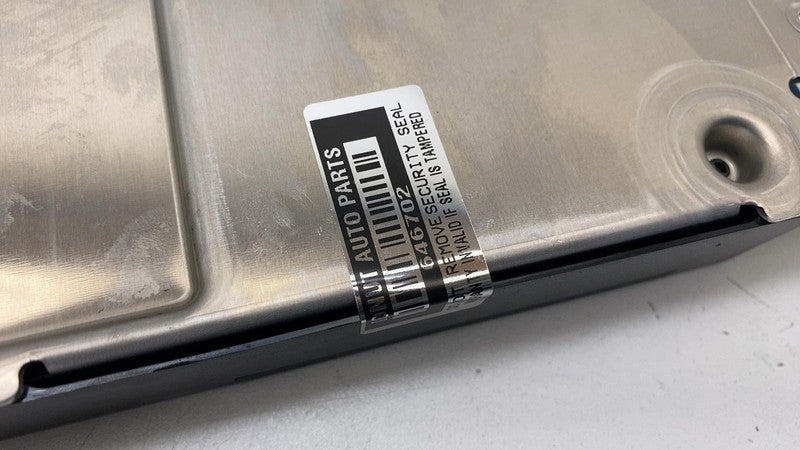 AUTO PARTS
646702
REMOVE SECURITY SEAL
INVALID IF SEAL IS TAMPERED